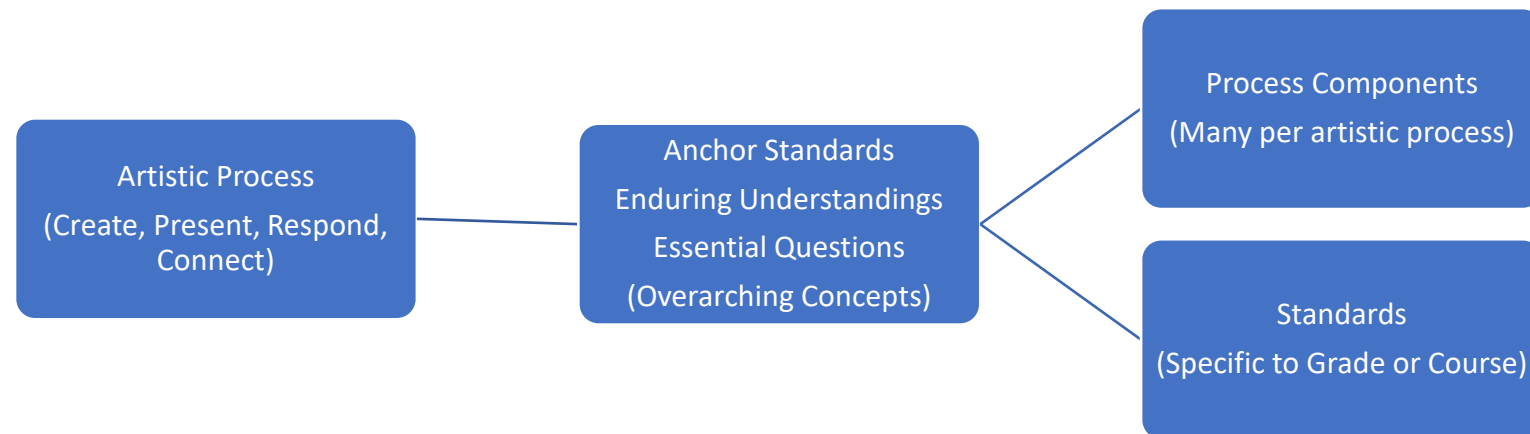 Artistic Process
(Create, Present, Respond,
Connect)
Anchor Standards
Enduring Understandings
Essential Questions
(Overarching Concepts)
Process Components
(Many per artistic process)
Standards
(Specific to Grade or Course)